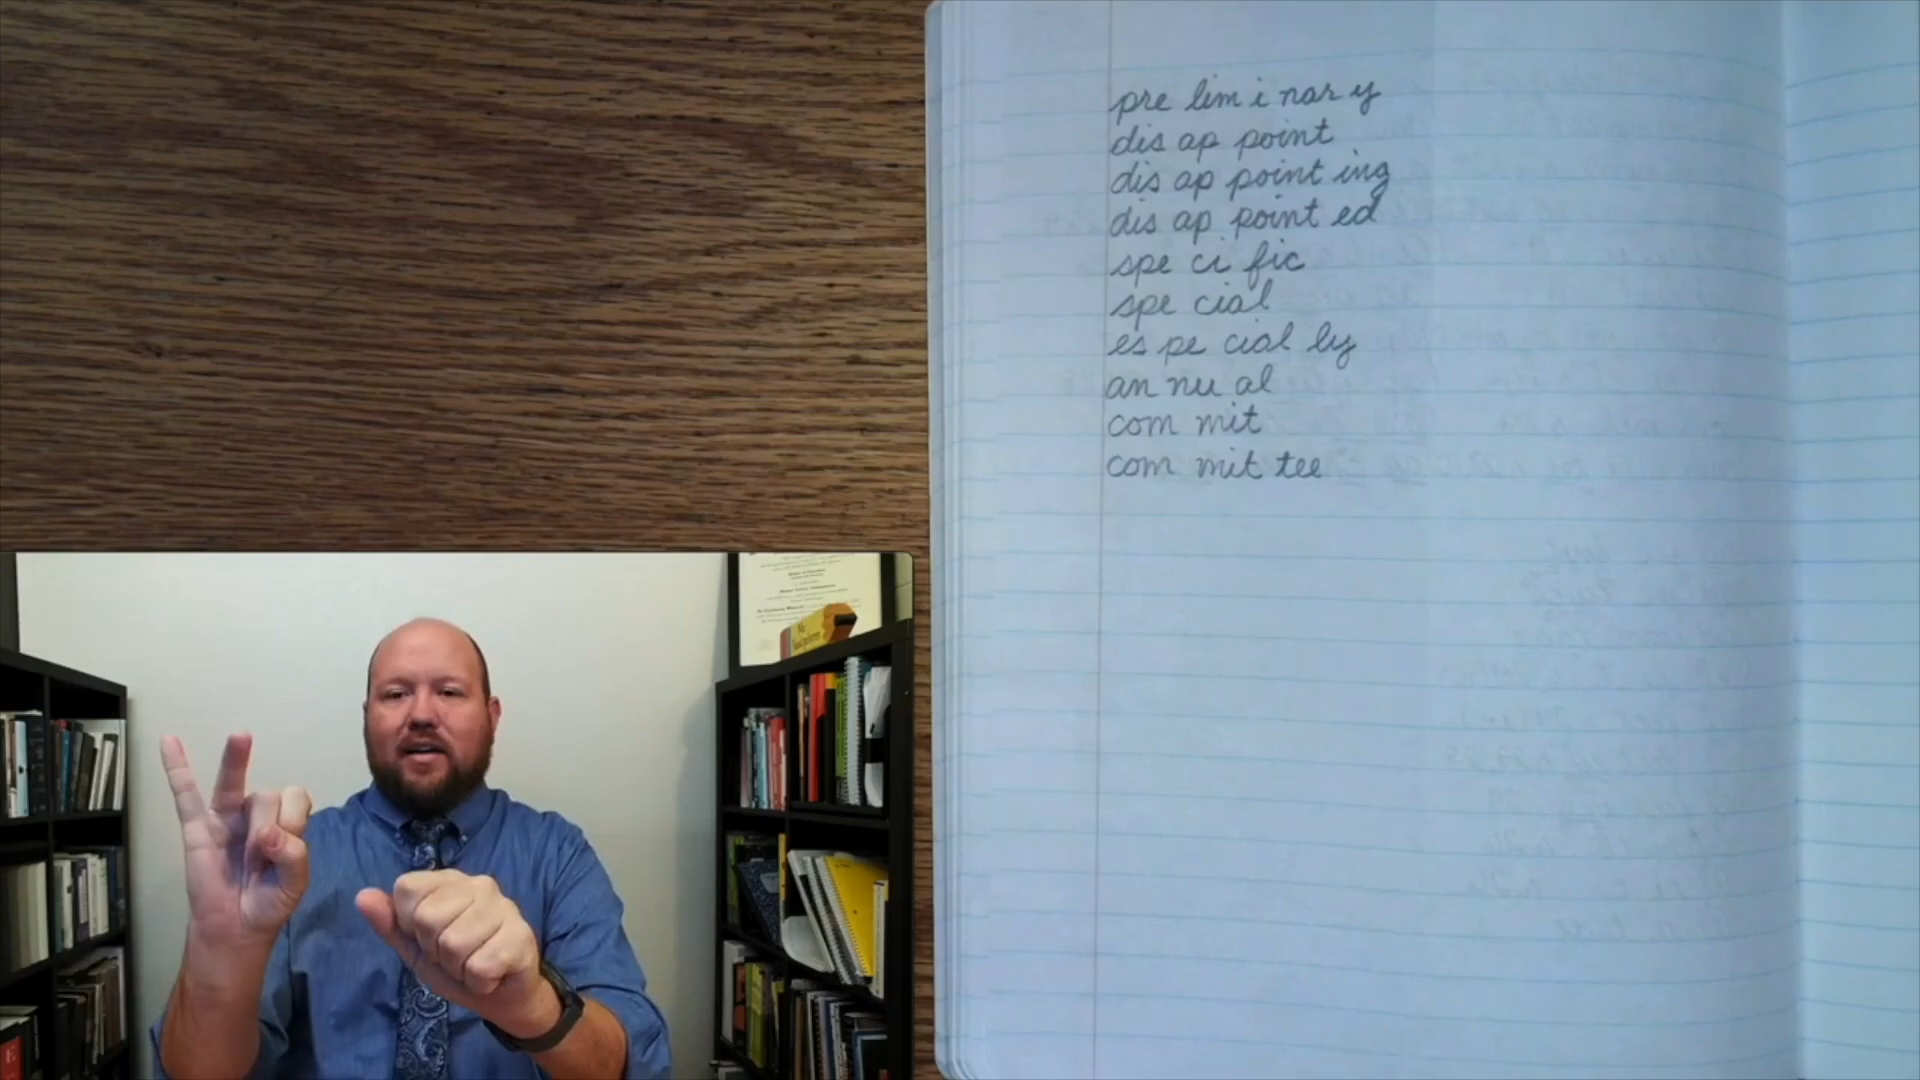 pre lim i nar y
dis ap point
dis ap point ing
dis ap point ed
spe ci fic
spe cial
es pe cial ly
an nu al
com mit
com mit tee